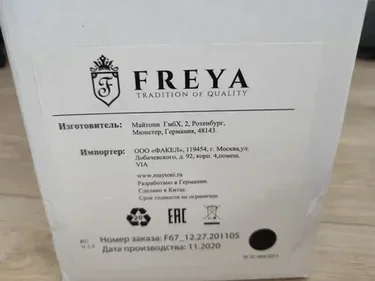 FREYA
TRADITION OF QUALITY
Изготовитель: Майтони ГмбХ, 2, Ротенбург,
Мюнстер, Германия, 48143.
Импортер: ООО «ФАКЕЛ», 119454, г. Москва,ул.
Лобачевского, д. 92, корп. 4,помещ.
VIA
www.maytoni.ru
Разработано в Германии.
Сделано в Китае.
Срок годности не ограничен.
EAC
Номер заказа: F67_12.27.201105
Дата производства: 11.2020